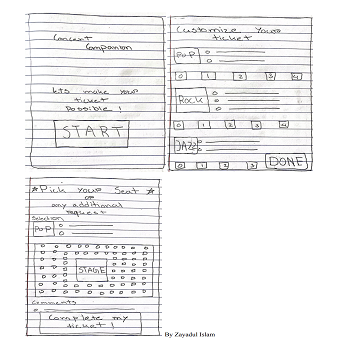 Concert
Companion
lets make your
ticket
possible!
START
Customize your
ticket
POP
0 1 2 3 4
ROCK
0 1 2 3 4
JAZZ
0 1 2 3
DONE
★Pick your Seat★
or
any additional
request
Selection
POP
STAGE
Comments
Complete my
ticket!
By Zayadul Islam